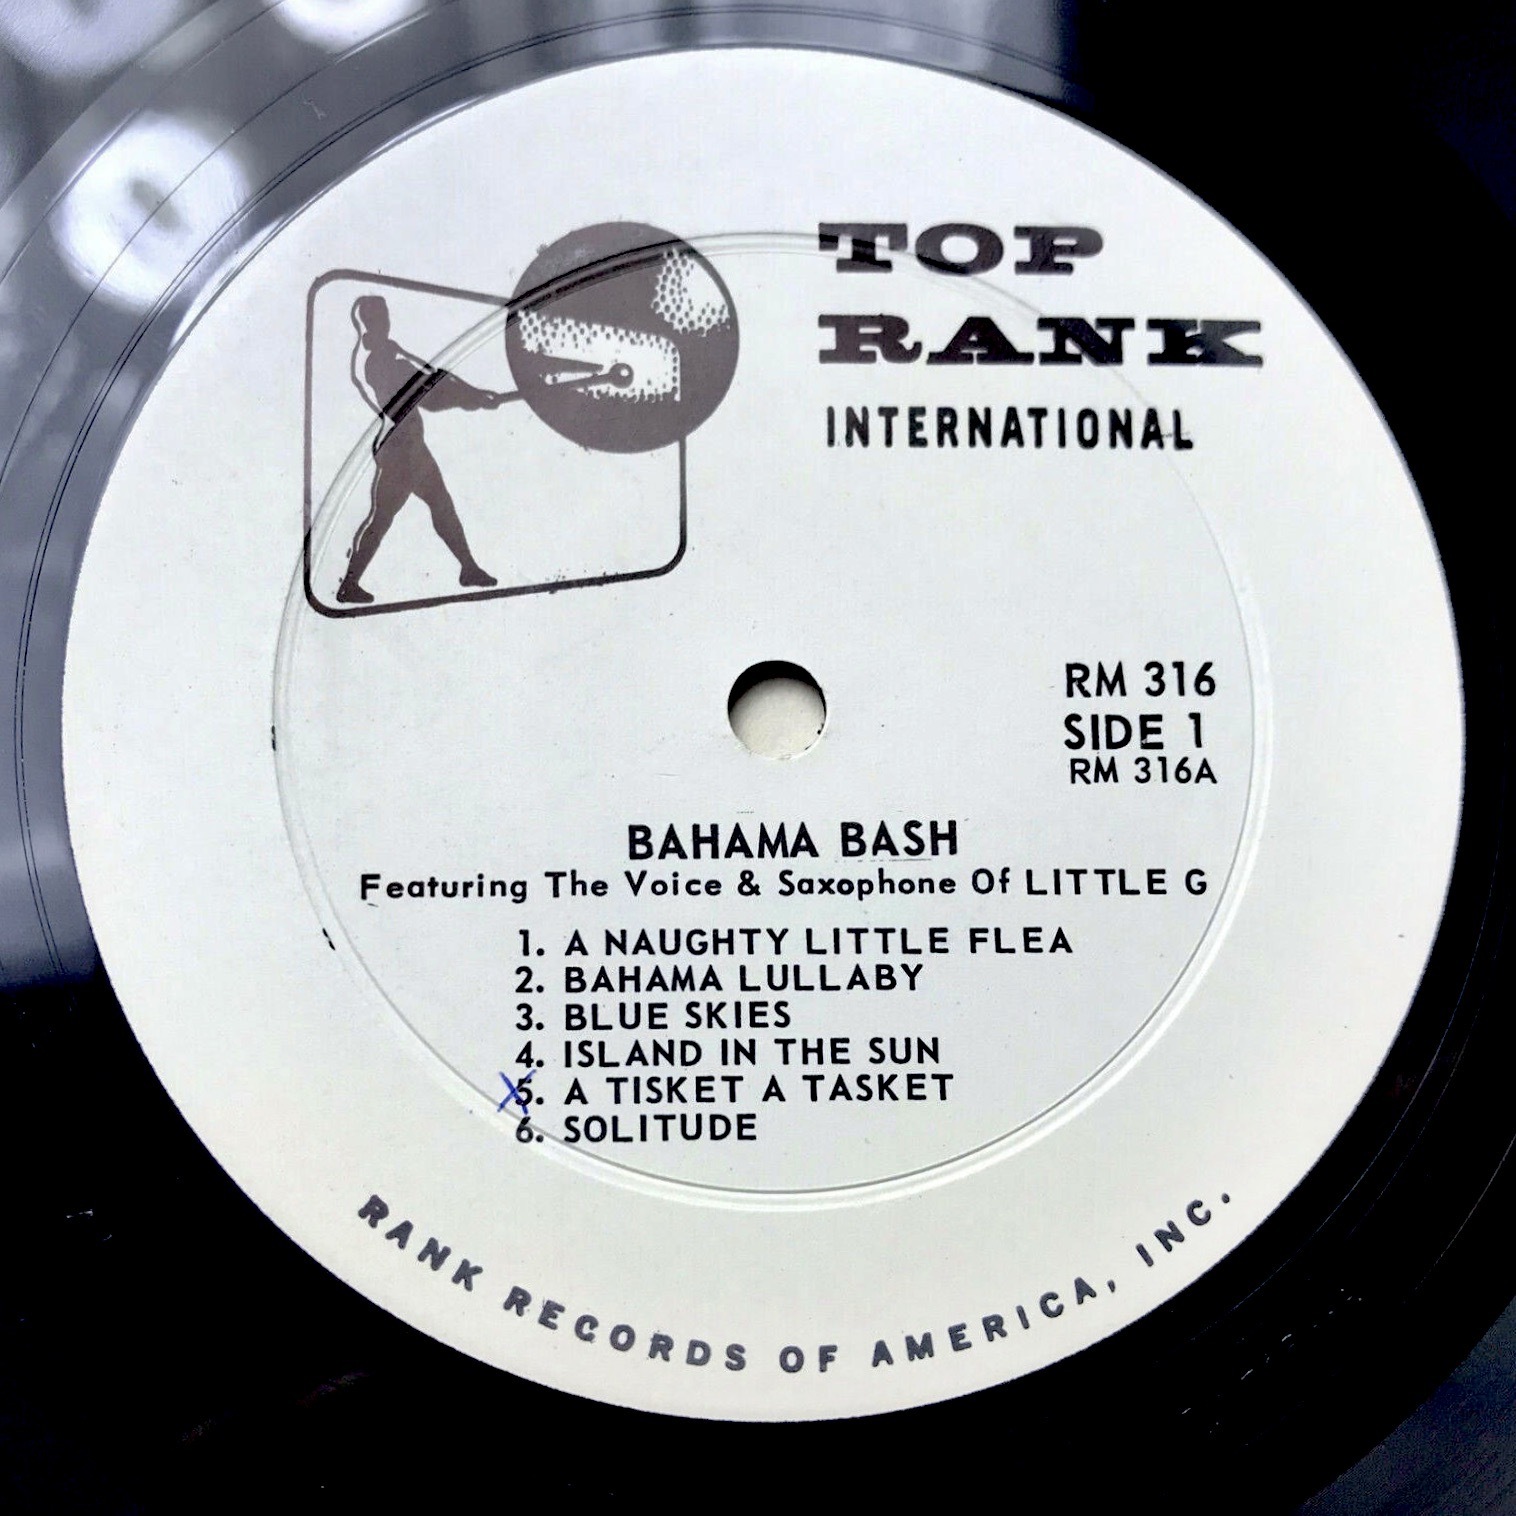 TOP
RANK
INTERNATIONAL
RM 316
SIDE 1
RM 316A
BAHAMA BASH
Featuring The Voice & Saxophone Of LITTLE G
1. A NAUGHTY LITTLE FLEA
2. BAHAMA LULLABY
3. BLUE SKIES
4. ISLAND IN THE SUN
X 5. A TISKET A TASKET
6. SOLITUDE
RANK RECORDS OF AMERICA, INC.